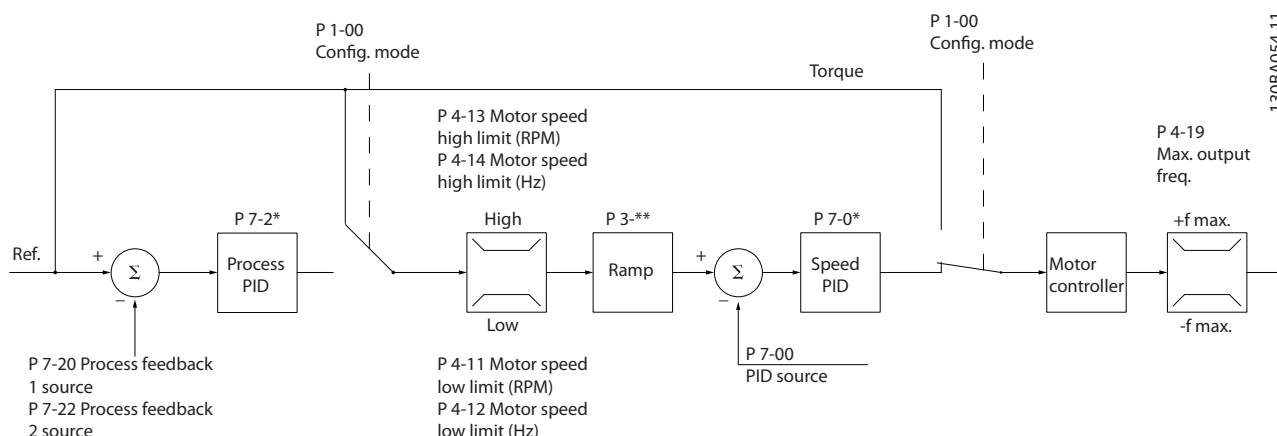 P 1-00
Config. mode
P 1-00
Config. mode
130BA054.11
Torque
P 4-13 Motor speed
high limit (RPM)
P 4-14 Motor speed
high limit (Hz)
P 4-19
Max. output
freq.
P 7-2*
High
P 3-**
P 7-0*
+f max.
Ref.
+
Σ
−
Process
PID
Ramp
+
Σ
−
Speed
PID
Motor
controller
Low
-f max.
P 7-20 Process feedback
1 source
P 7-22 Process feedback
2 source
P 4-11 Motor speed
low limit (RPM)
P 4-12 Motor speed
low limit (Hz)
P 7-00
PID source